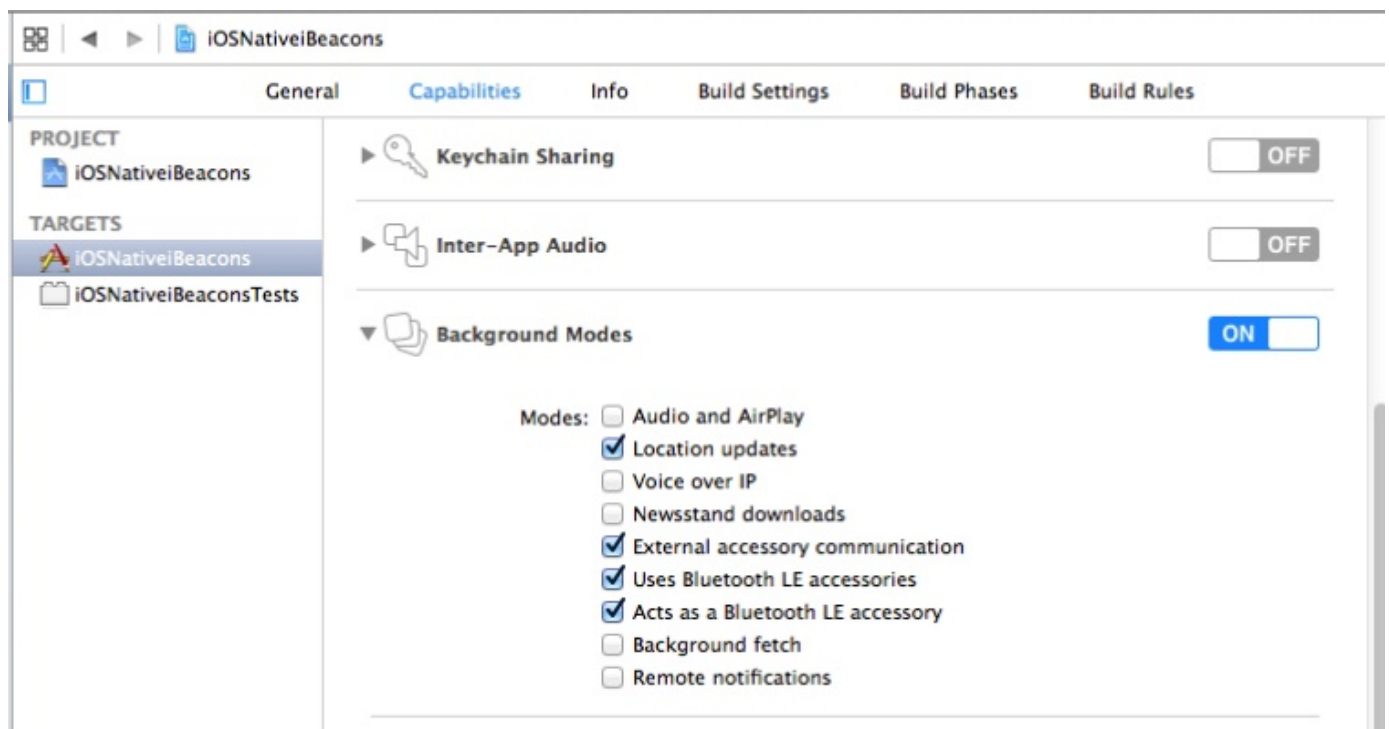 iOSNativeiBeacons
General Capabilities Info Build Settings Build Phases Build Rules
PROJECT
iOSNativeiBeacons
TARGETS
iOSNativeiBeacons
iOSNativeiBeaconsTests
Keychain Sharing OFF
Inter-App Audio OFF
Background Modes ON
Modes: Audio and AirPlay
Location updates
Voice over IP
Newsstand downloads
External accessory communication
Uses Bluetooth LE accessories
Acts as a Bluetooth LE accessory
Background fetch
Remote notifications